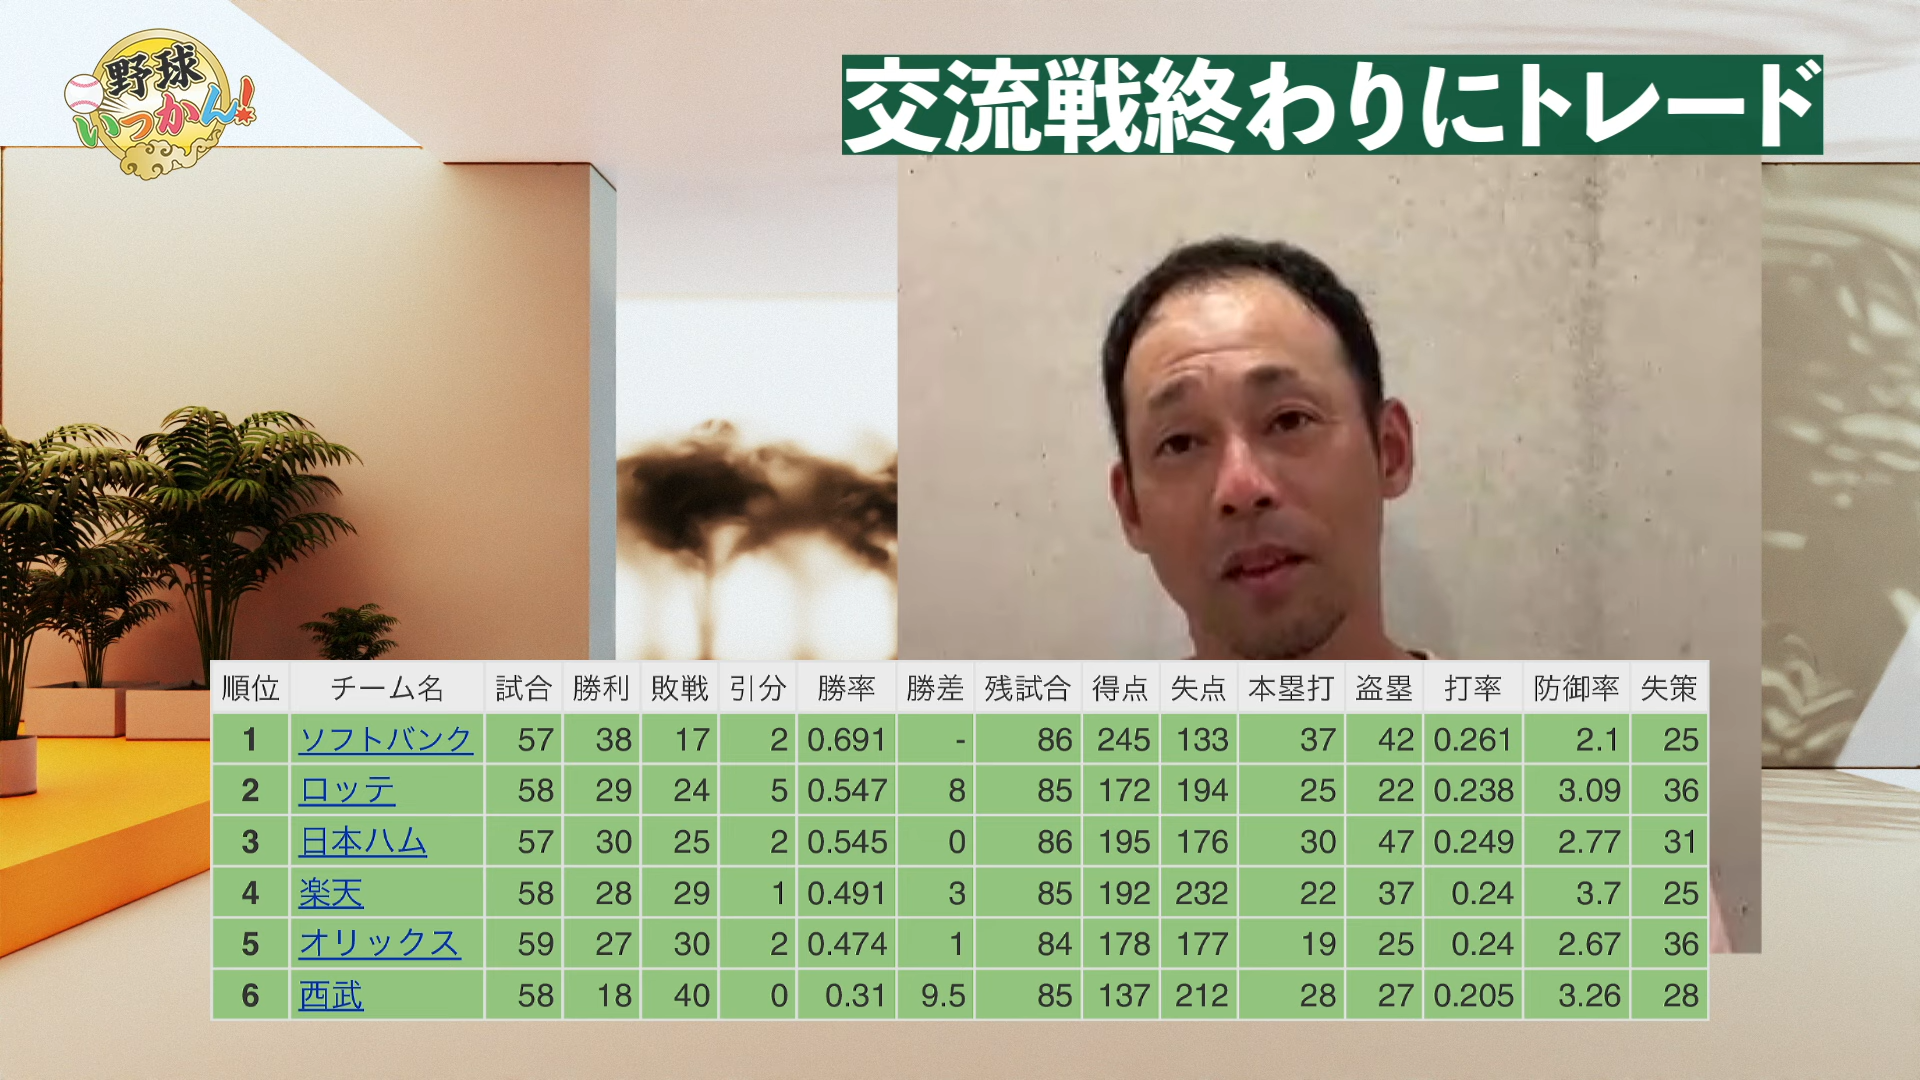 野球
いっかん!
交流戦終わりにトレード
順位 チーム名 試合 勝利 敗戦 引分 勝率 勝差 残試合 得点 失点 本塁打 盗塁 打率 防御率 失策
1 ソフトバンク 57 38 17 2 0.691 - 86 245 133 37 42 0.261 2.1 25
2 ロッテ 58 29 24 5 0.547 8 85 172 194 25 22 0.238 3.09 36
3 日本ハム 57 30 25 2 0.545 0 86 195 176 30 47 0.249 2.77 31
4 楽天 58 28 29 1 0.491 3 85 192 232 22 37 0.24 3.7 25
5 オリックス 59 27 30 2 0.474 1 84 178 177 19 25 0.24 2.67 36
6 西武 58 18 40 0 0.31 9.5 85 137 212 28 27 0.205 3.26 28